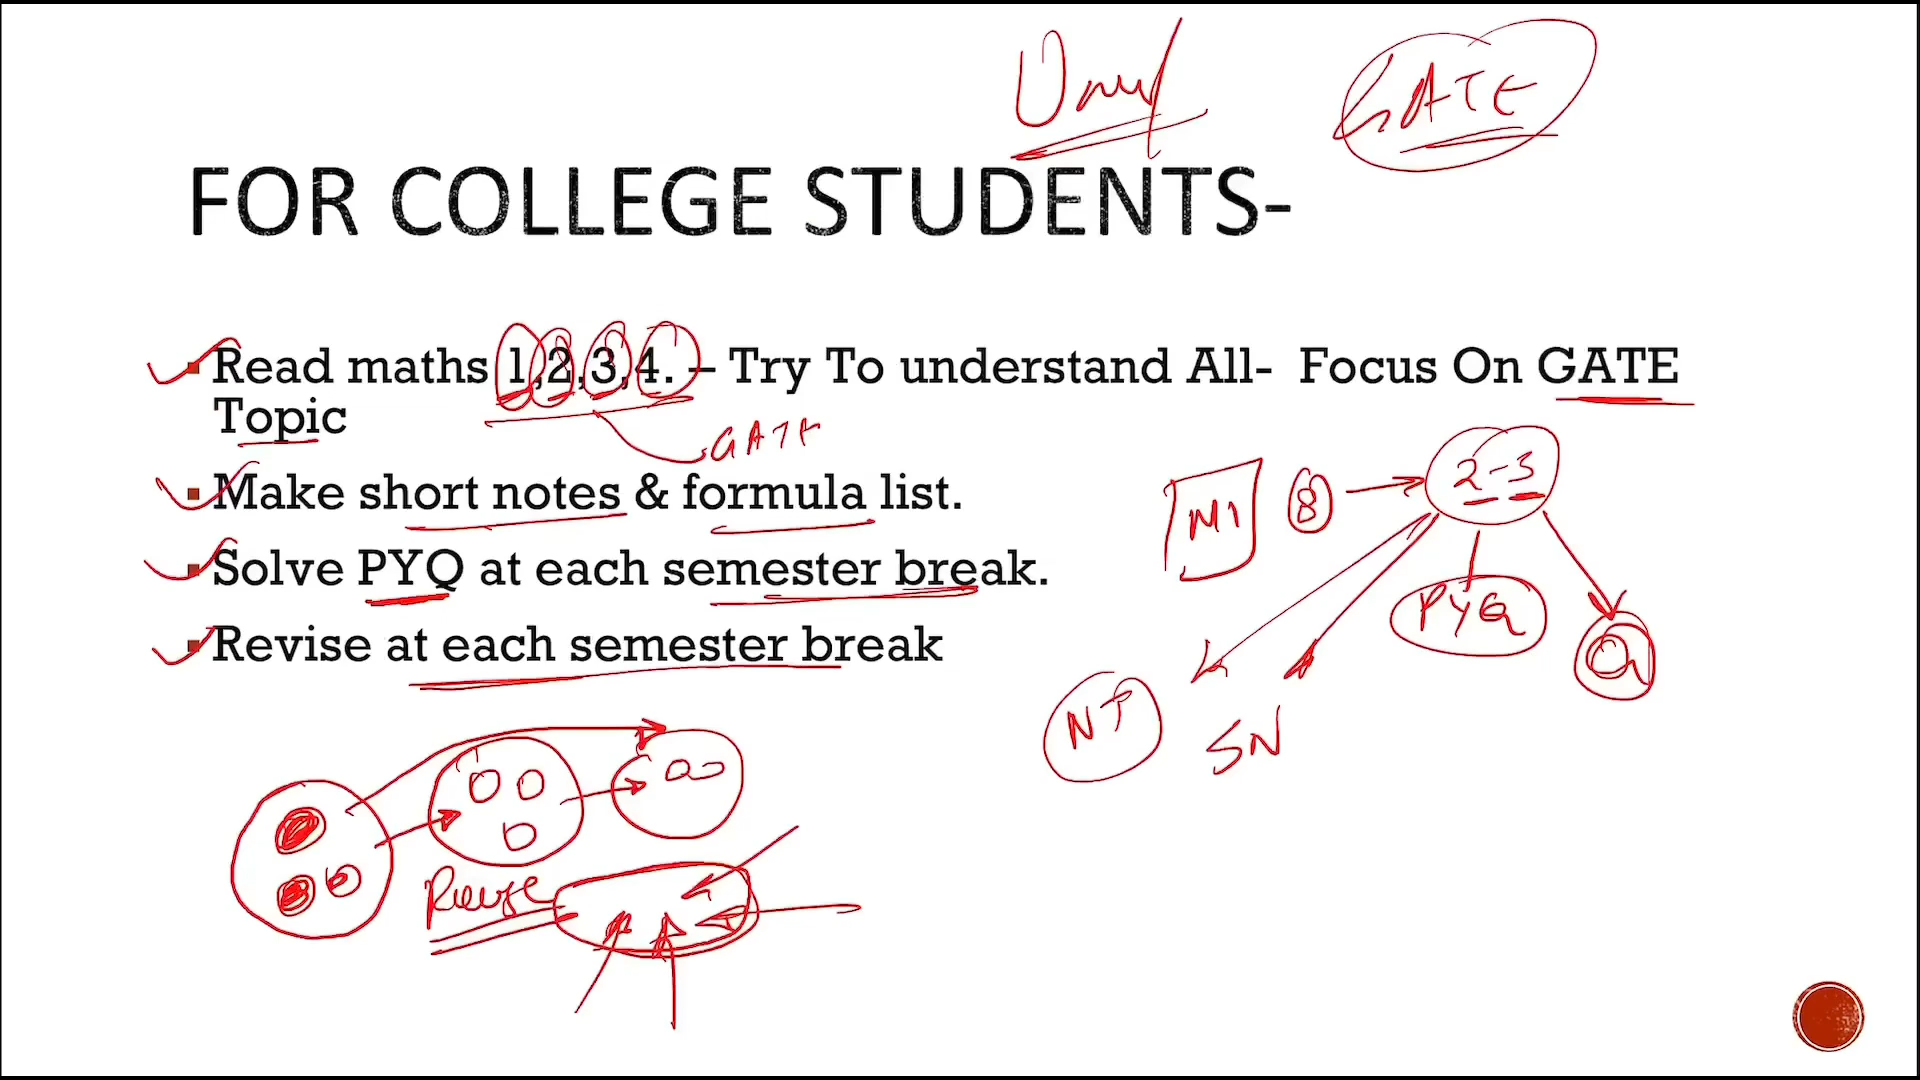 GATE
FOR COLLEGE STUDENTS-
Read maths 1,2,3,4. – Try To understand All- Focus On GATE
Topic
GATE
Make short notes & formula list.
M1 8 2-3
Solve PYQ at each semester break.
PYQ
Revise at each semester break
NT SN
Revise